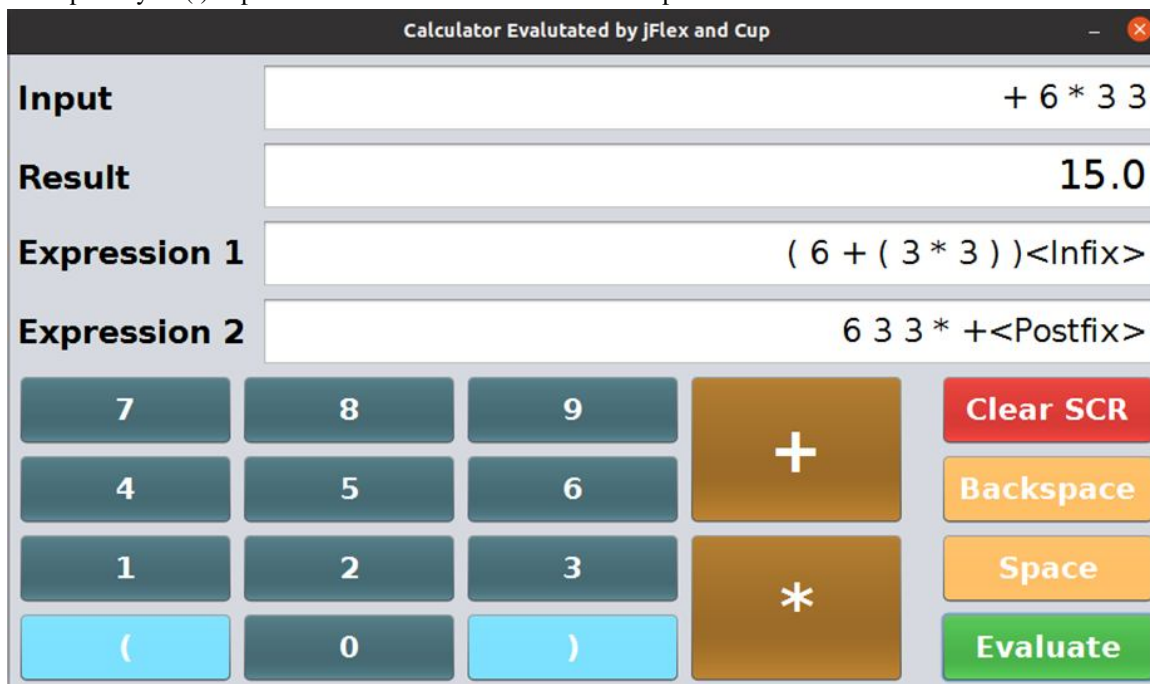 Calculator Evalutated by jFlex and Cup
Input + 6 * 3 3
Result 15.0
Expression 1 ( 6 + ( 3 * 3 ) )<Infix>
Expression 2 6 3 3 * +<Postfix>
7 8 9 + Clear SCR
4 5 6 Backspace
1 2 3 * Space
( 0 ) Evaluate